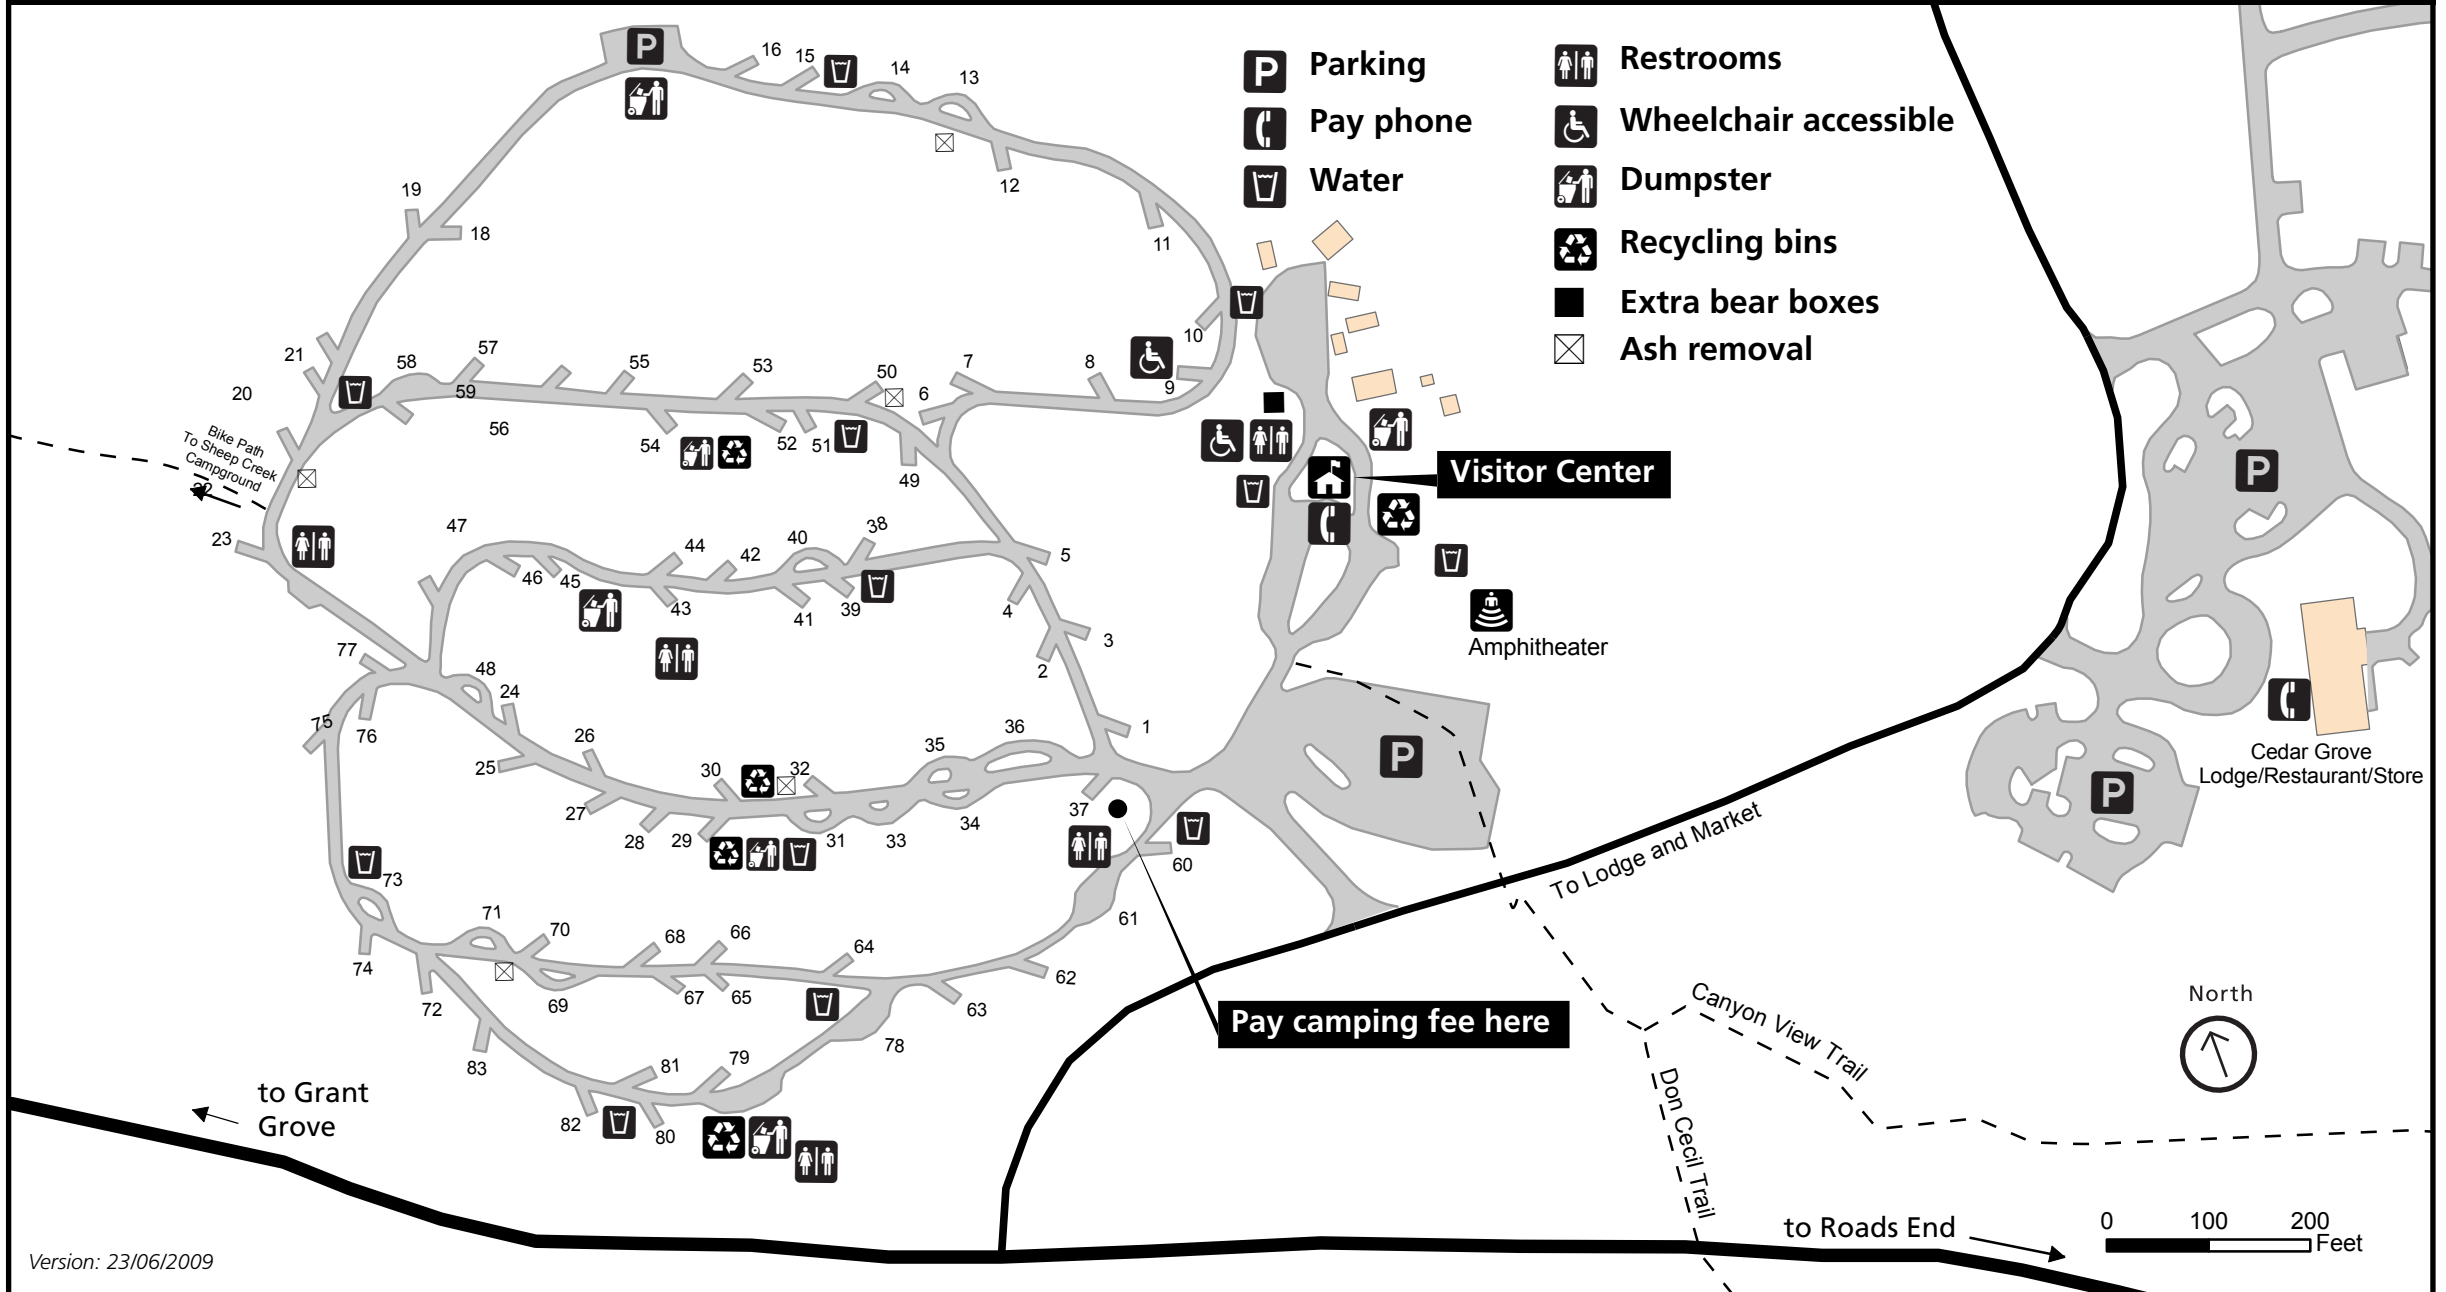 Parking
Pay phone
Water
Restrooms
Wheelchair accessible
Dumpster
Recycling bins
Extra bear boxes
Ash removal
P
16
15
14
13
12
19
18
11
10
9
8
7
6
21
20
58
57
59
56
55
54
53
52
51
50
49
Bike Path
To Sheep Creek
Campground
22
23
47
46
45
44
43
42
41
40
39
38
5
4
3
2
1
Visitor Center
Amphitheater
P
P
P
Cedar Grove
Lodge/Restaurant/Store
77
76
75
48
24
25
26
27
28
29
30
32
31
33
34
35
36
37
60
61
62
63
64
66
65
67
68
69
70
71
72
73
74
78
79
80
81
82
83
To Lodge and Market
Pay camping fee here
Canyon View Trail
Don Cecil Trail
North
to Grant
Grove
to Roads End
0 100 200
Feet
Version: 23/06/2009